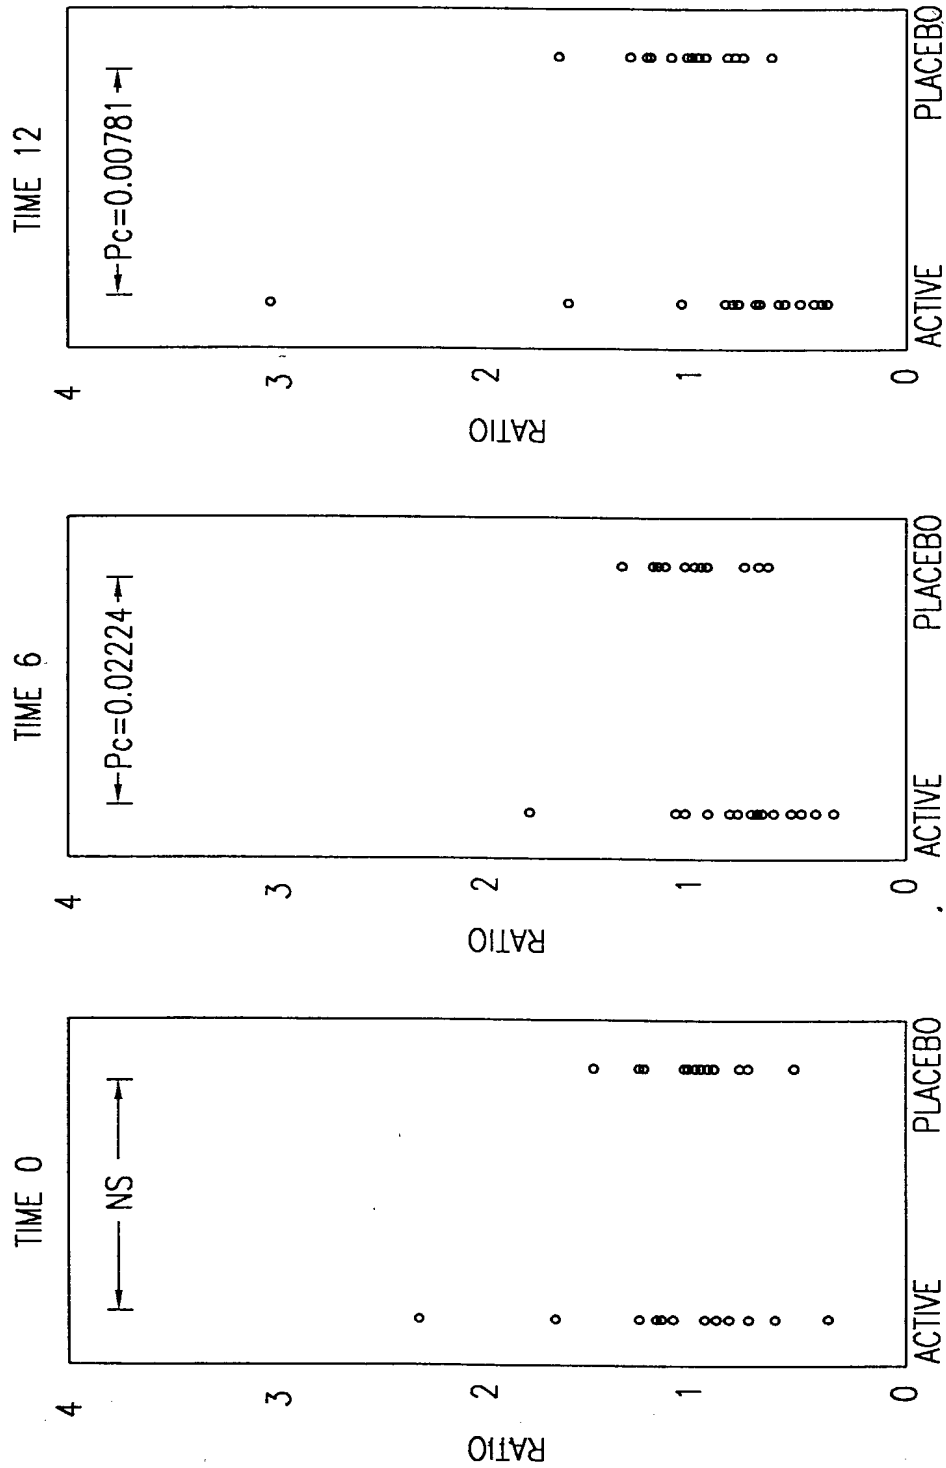 TIME 0
NS
4
3
2
1
0
RATIO
ACTIVE
PLACEBO
TIME 6
Pc=0.02224
4
3
2
1
0
RATIO
ACTIVE
PLACEBO
TIME 12
Pc=0.00781
4
3
2
1
0
RATIO
ACTIVE
PLACEBO